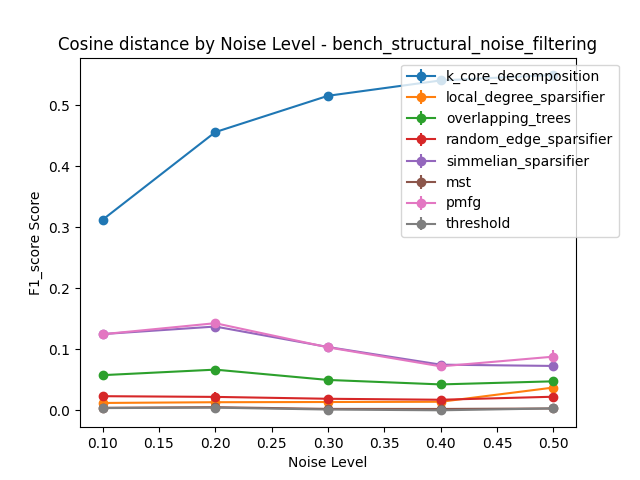 Cosine distance by Noise Level - bench_structural_noise_filtering
F1_score Score
0.5
0.4
0.3
0.2
0.1
0.0
k_core_decomposition
local_degree_sparsifier
overlapping_trees
random_edge_sparsifier
simmelian_sparsifier
mst
pmfg
threshold
0.10 0.15 0.20 0.25 0.30 0.35 0.40 0.45 0.50
Noise Level